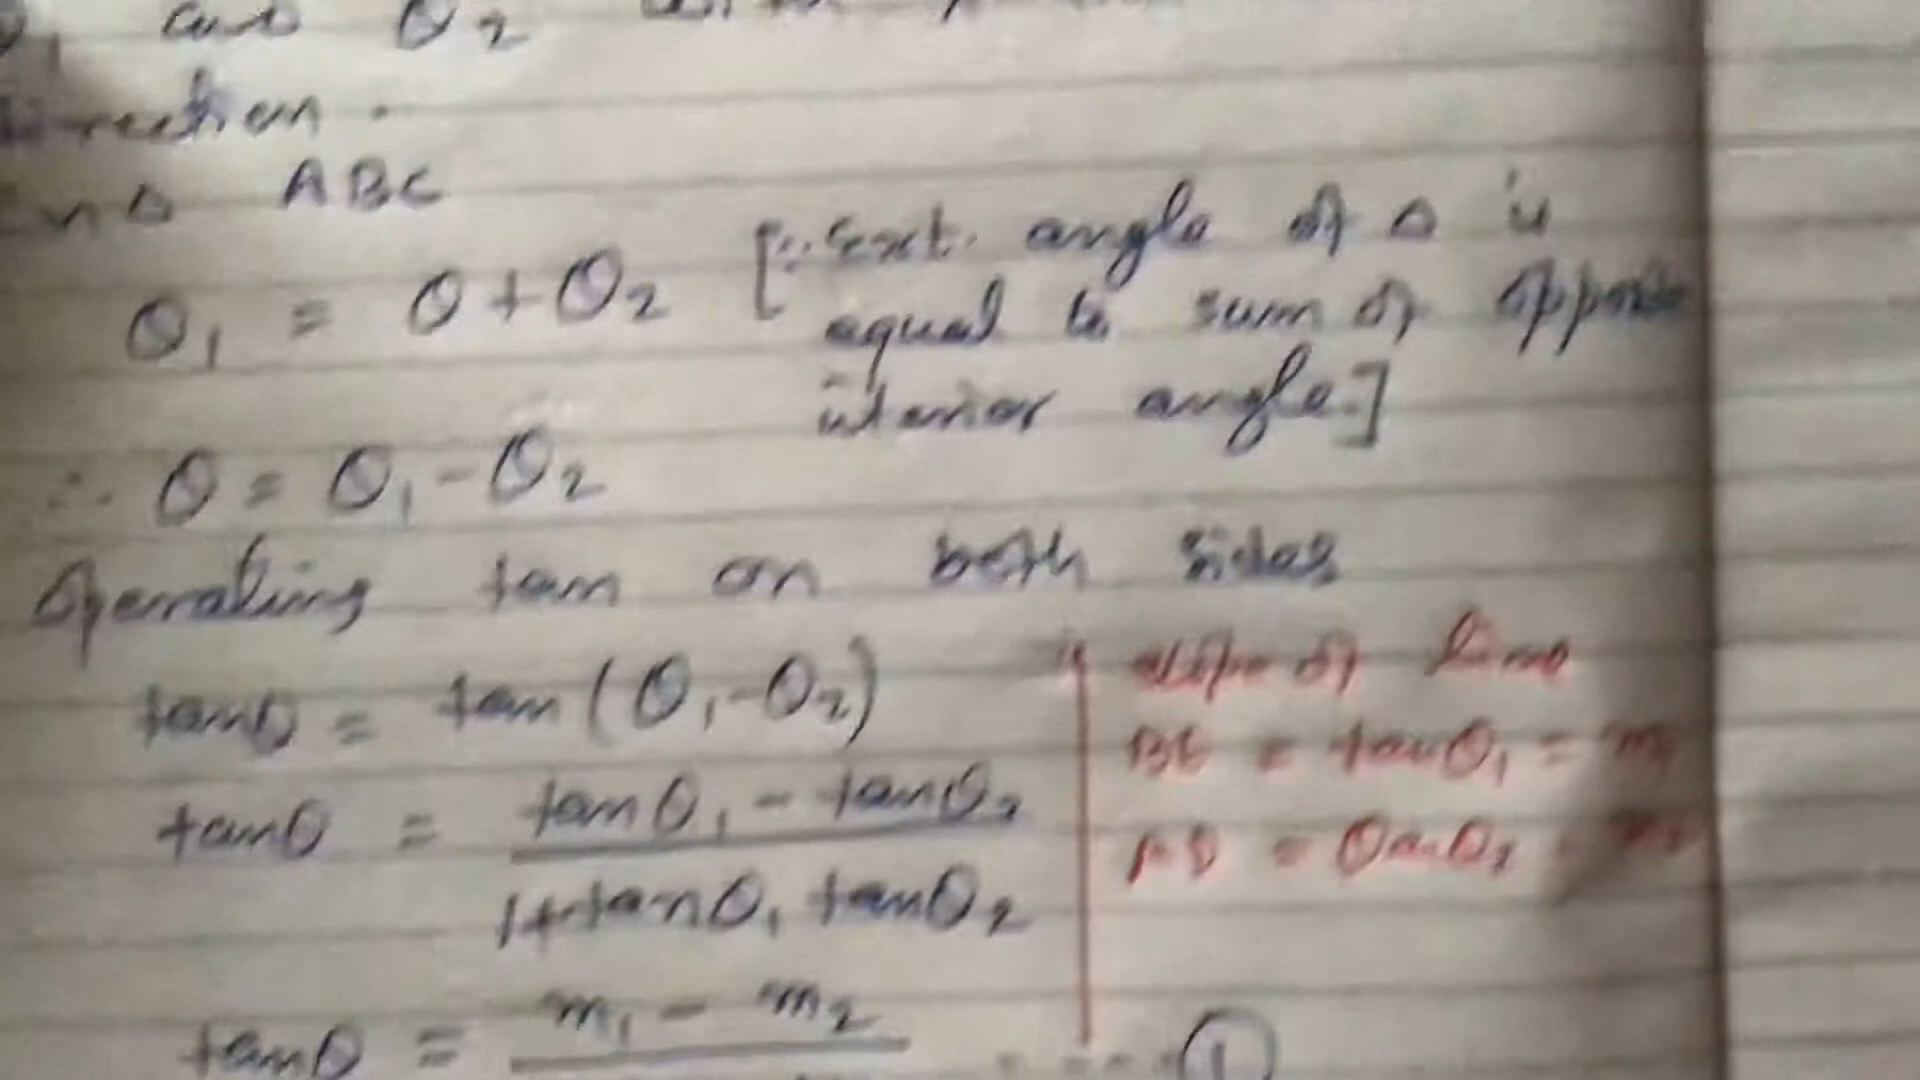 and θ₂ with
direction.
In Δ ABC
θ₁ = θ + θ₂ [∵ Ext. angle of Δ is
equal to sum of opposite
interior angle.]
∴ θ = θ₁ - θ₂
Operating tan on both sides
tanθ = tan(θ₁ - θ₂)
tanθ = tanθ₁ - tanθ₂
1 + tanθ₁ tanθ₂
slope of line
= tanθ₁ = m₁
tanθ = m₁ - m₂ ---- ①